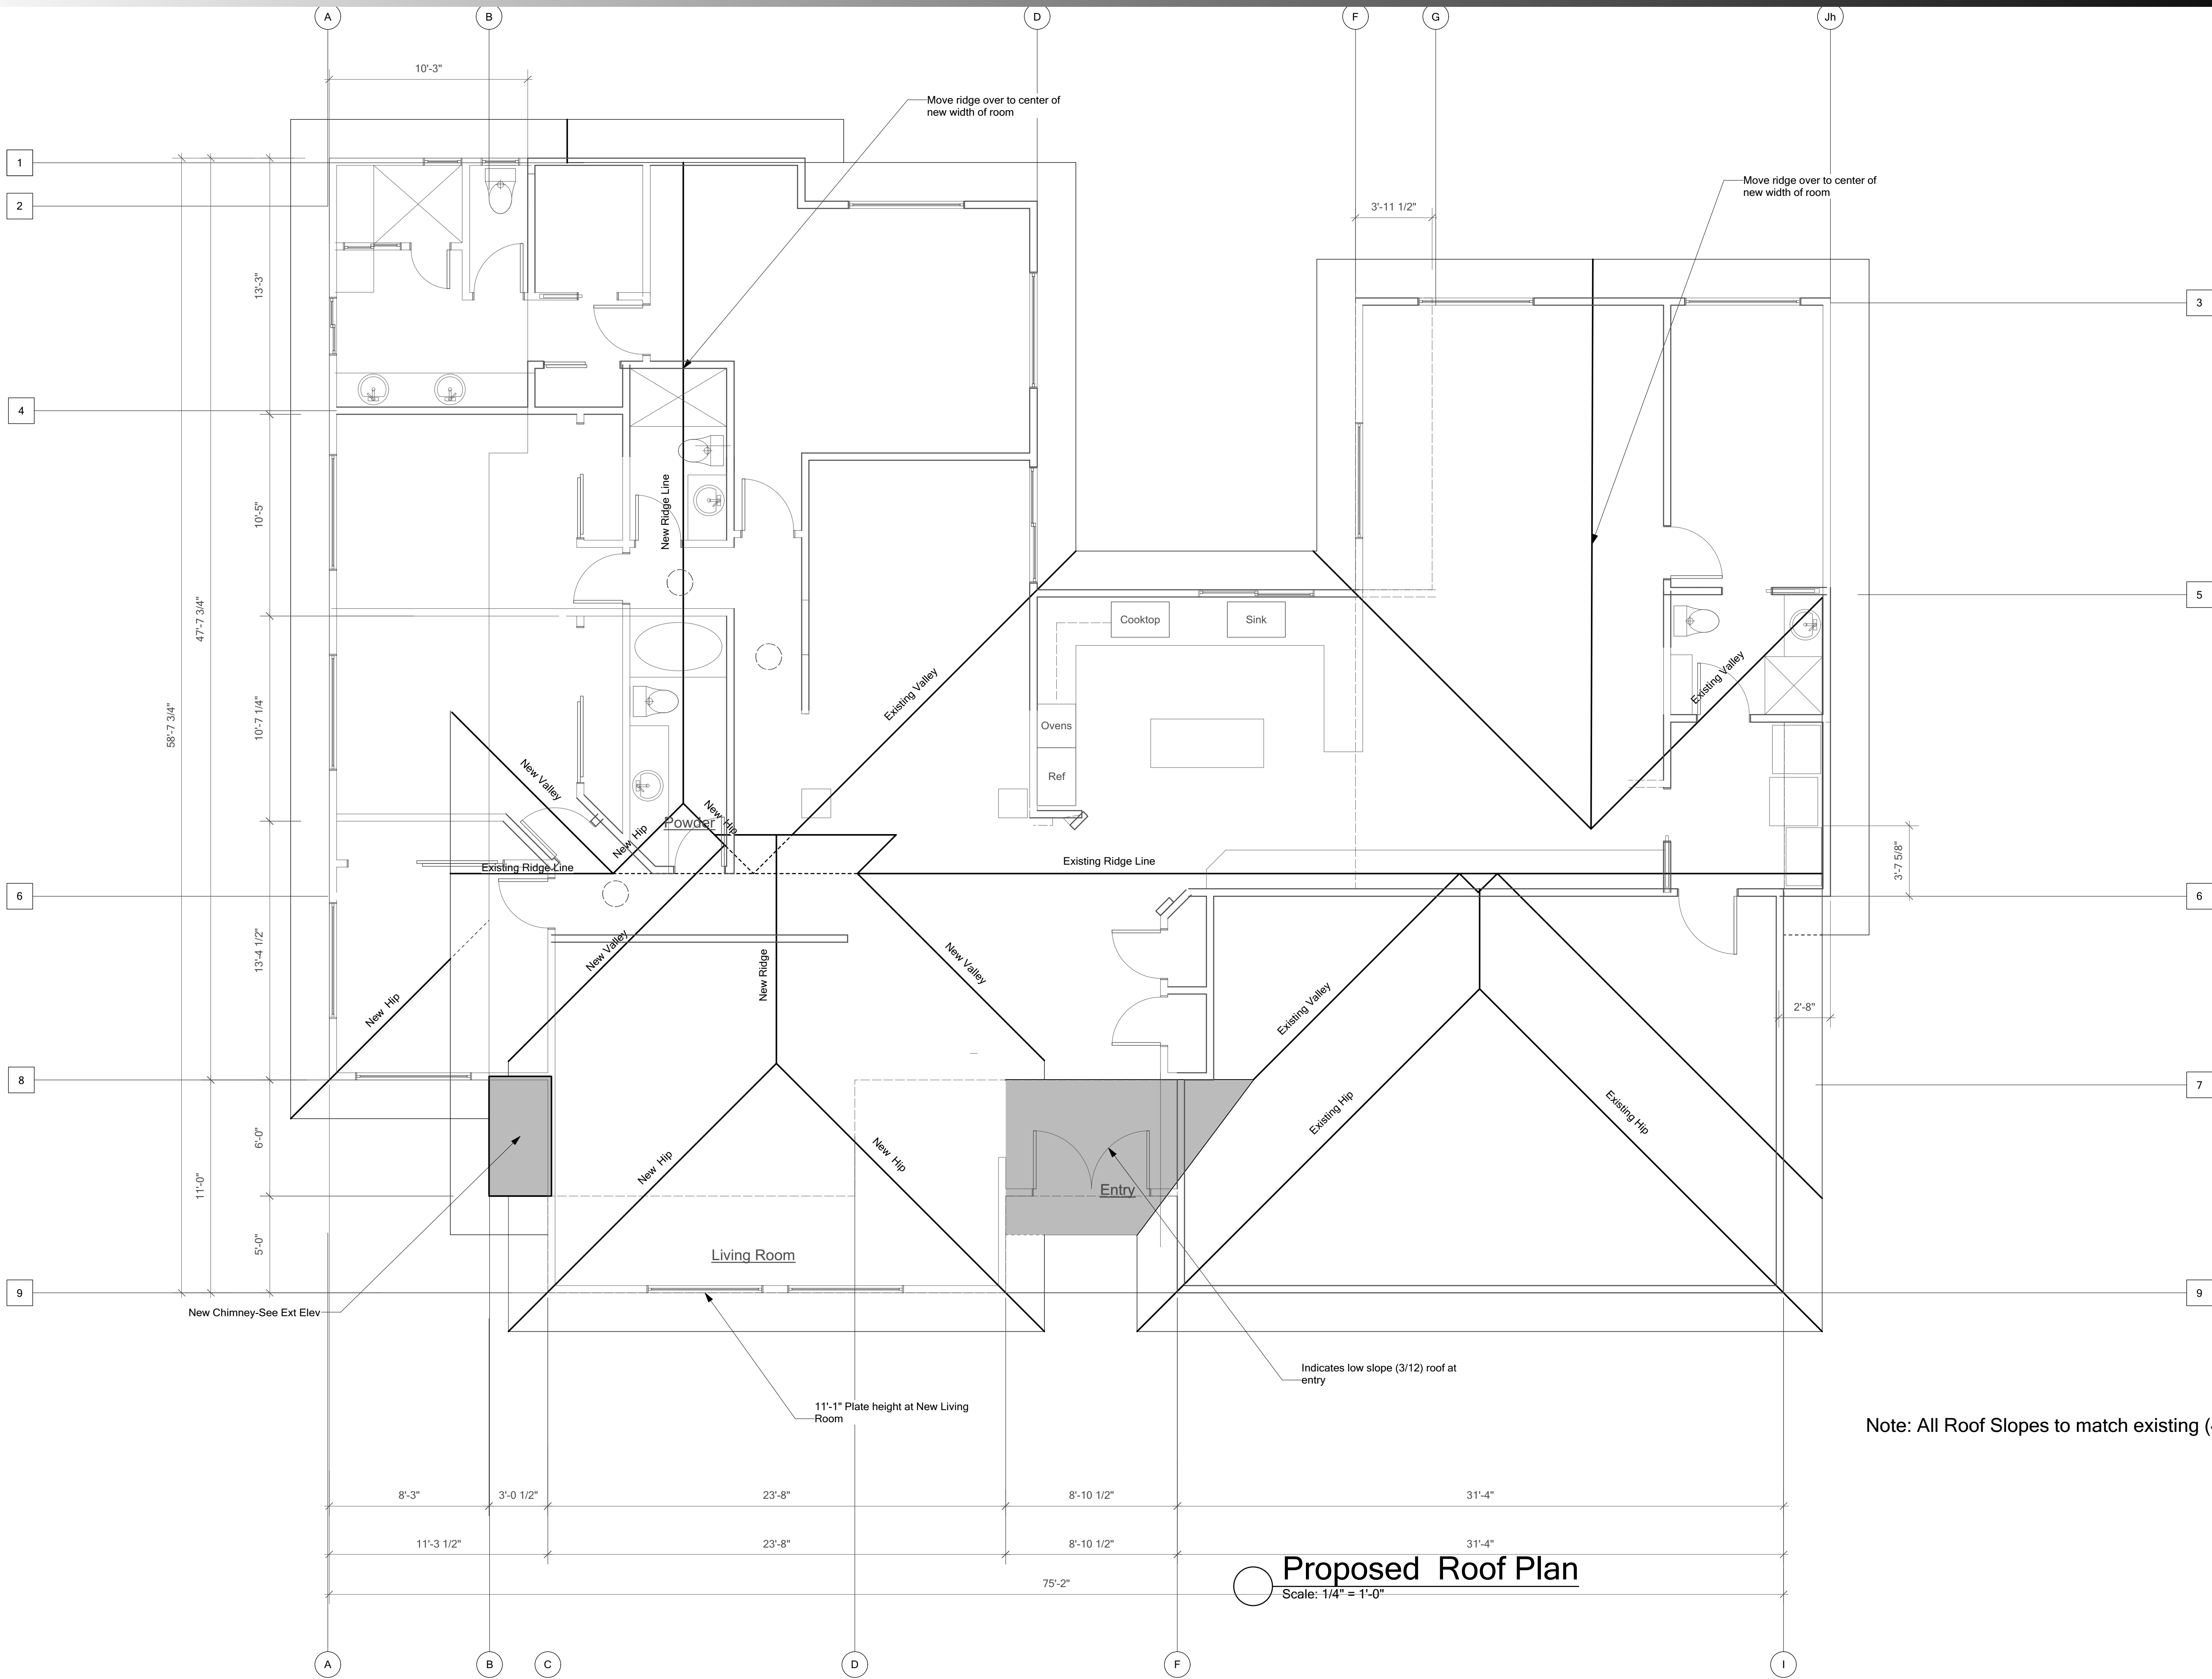 A
B
D
F
G
Jh
10'-3"
Move ridge over to center of
new width of room
1
2
3'-11 1/2"
Move ridge over to center of
new width of room
13'-3"
3
4
New Ridge Line
10'-5"
47'-7 3/4"
58'-7 3/4"
10'-7 1/4"
5
Cooktop
Sink
Existing Valley
Existing Valley
Ovens
Ref
New Valley
New Hip
New Hip
Powder
Existing Ridge Line
Existing Ridge Line
3'-7 5/8"
6
6
13'-4 1/2"
New Valley
New Ridge
New Valley
Existing Valley
New Hip
2'-8"
8
7
6'-0"
11'-0"
5'-0"
New Hip
New Hip
Existing Hip
Existing Hip
Entry
Living Room
9
9
New Chimney-See Ext Elev
Indicates low slope (3/12) roof at
entry
11'-1" Plate height at New Living
Room
Note: All Roof Slopes to match existing (
8'-3"
3'-0 1/2"
23'-8"
8'-10 1/2"
31'-4"
11'-3 1/2"
23'-8"
8'-10 1/2"
31'-4"
75'-2"
Proposed Roof Plan
Scale: 1/4" = 1'-0"
A
B
C
D
F
I